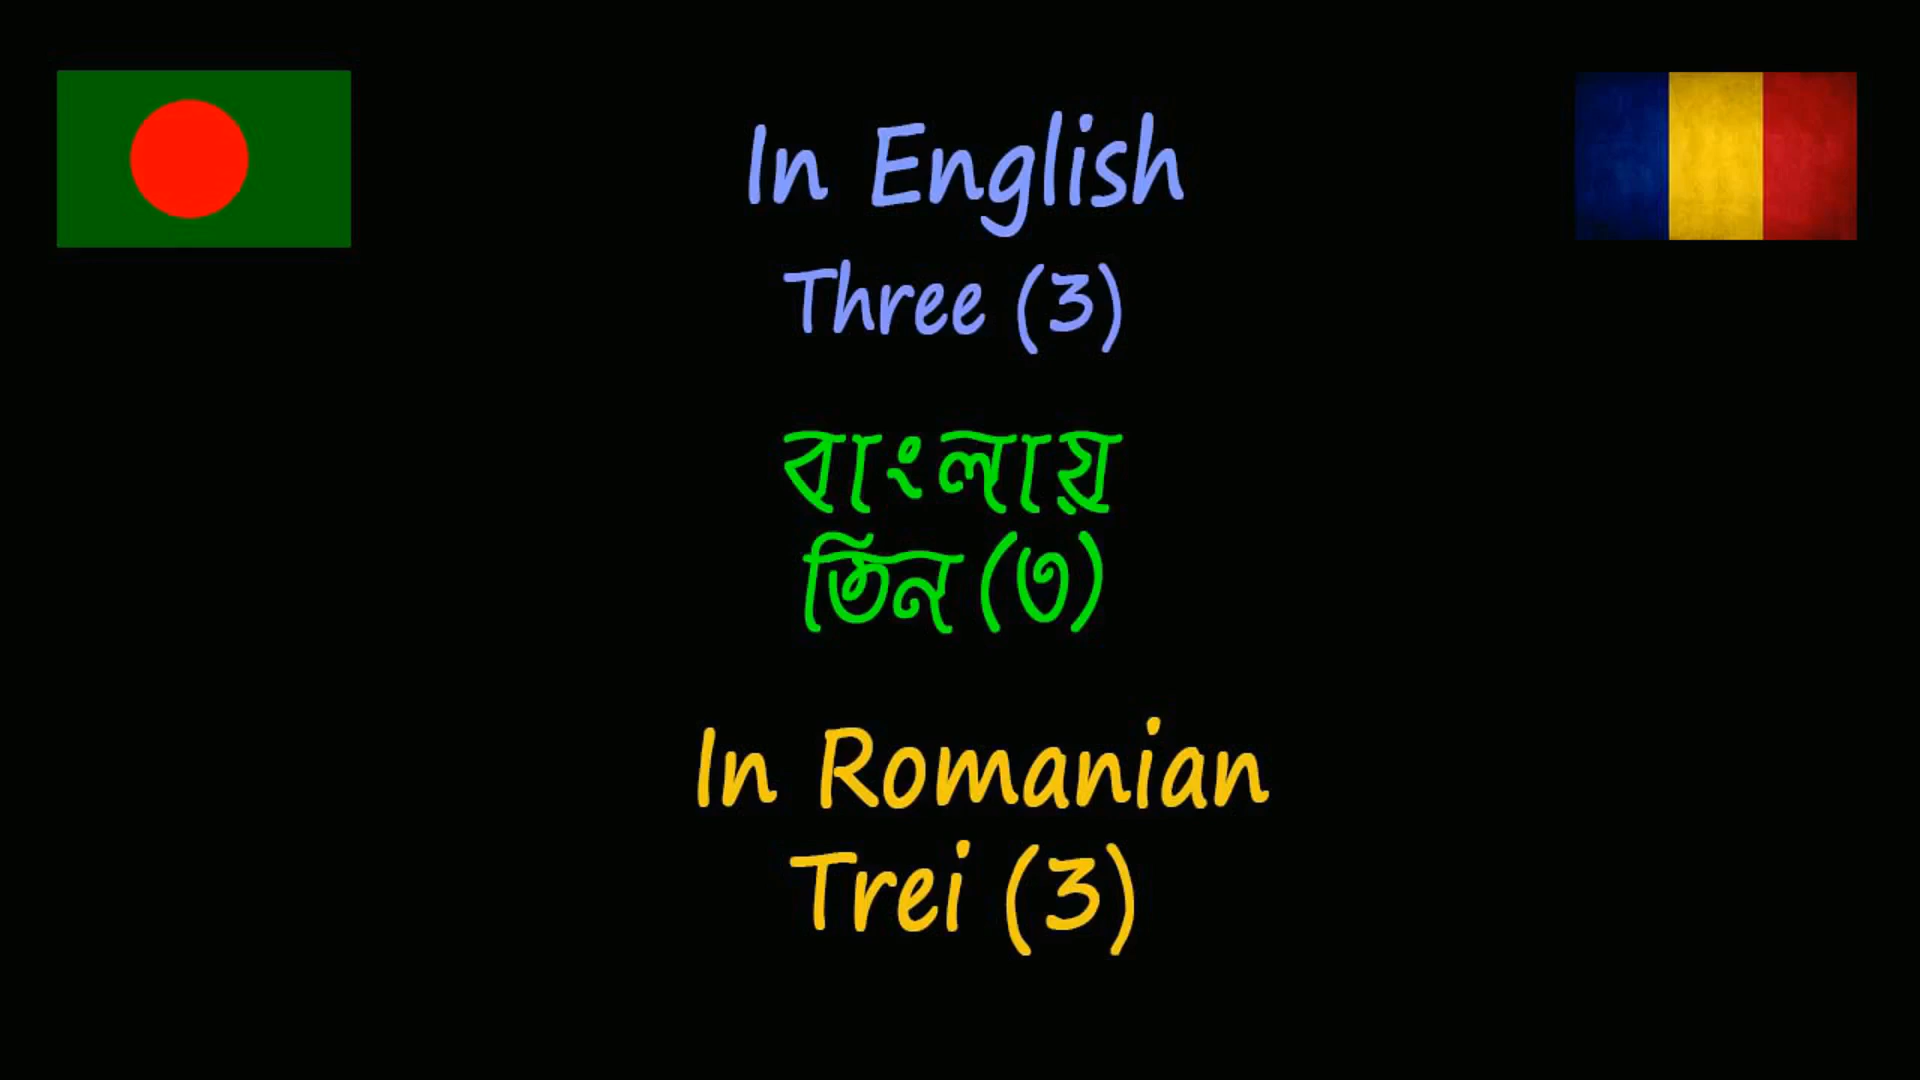 In English
Three (3)
বাংলায়
তিন (৩)
In Romanian
Trei (3)